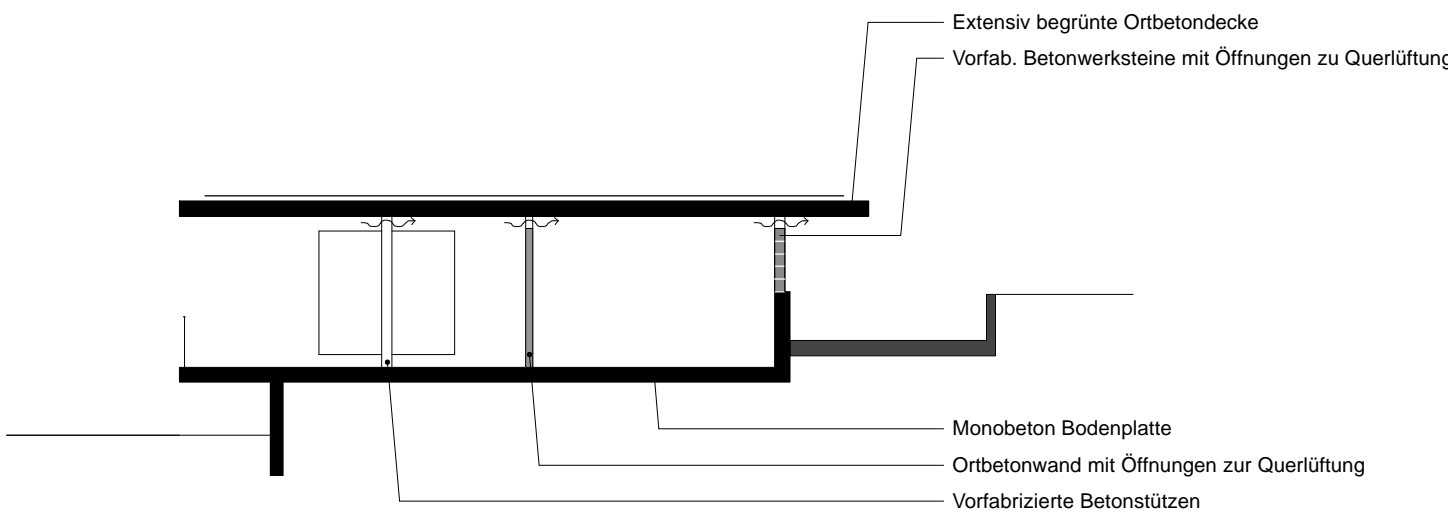 Extensiv begrünte Ortbetondecke
Vorfab. Betonwerksteine mit Öffnungen zu Querlüftung
Monobeton Bodenplatte
Ortbetonwand mit Öffnungen zur Querlüftung
Vorfabrizierte Betonstützen